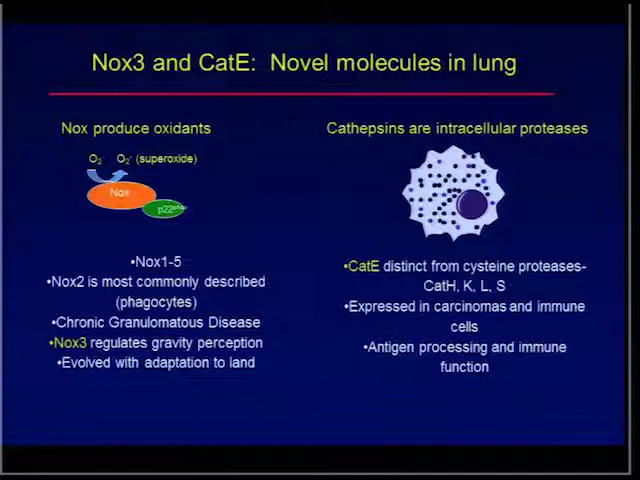 Nox3 and CatE: Novel molecules in lung
Nox produce oxidants
O2 O2- (superoxide)
Nox
p22phox
•Nox1-5
•Nox2 is most commonly described
(phagocytes)
•Chronic Granulomatous Disease
•Nox3 regulates gravity perception
•Evolved with adaptation to land
Cathepsins are intracellular proteases
•CatE distinct from cysteine proteases-
CatH, K, L, S
•Expressed in carcinomas and immune
cells
•Antigen processing and immune
function